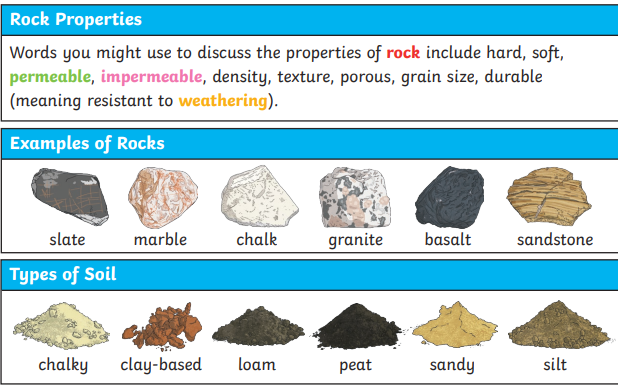 Rock Properties
Words you might use to discuss the properties of rock include hard, soft,
permeable, impermeable, density, texture, porous, grain size, durable
(meaning resistant to weathering).
Examples of Rocks
slate marble chalk granite basalt sandstone
Types of Soil
chalky clay-based loam peat sandy silt